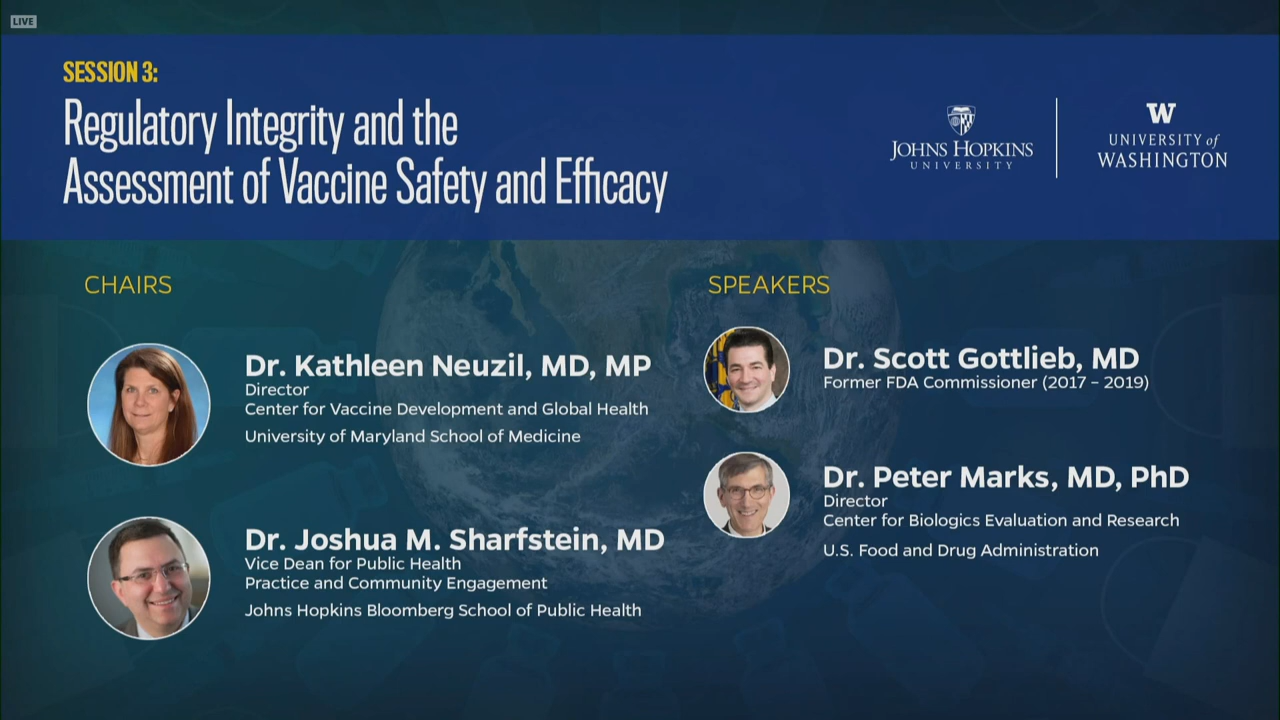 LIVE
SESSION 3:
Regulatory Integrity and the
Assessment of Vaccine Safety and Efficacy
JOHNS HOPKINS
UNIVERSITY
W
UNIVERSITY of
WASHINGTON
CHAIRS
Dr. Kathleen Neuzil, MD, MP
Director
Center for Vaccine Development and Global Health
University of Maryland School of Medicine
Dr. Joshua M. Sharfstein, MD
Vice Dean for Public Health
Practice and Community Engagement
Johns Hopkins Bloomberg School of Public Health
SPEAKERS
Dr. Scott Gottlieb, MD
Former FDA Commissioner (2017 – 2019)
Dr. Peter Marks, MD, PhD
Director
Center for Biologics Evaluation and Research
U.S. Food and Drug Administration